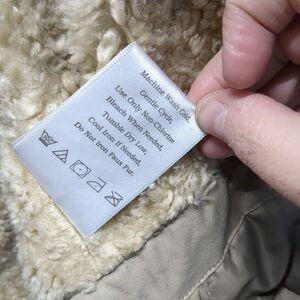 Machine Wash Cold,
Gentle Cycle,
Use Only Non-Chlorine
Bleach When Needed,
Tumble Dry Low,
Cool Iron If Needed,
Do Not Iron Faux Fur.